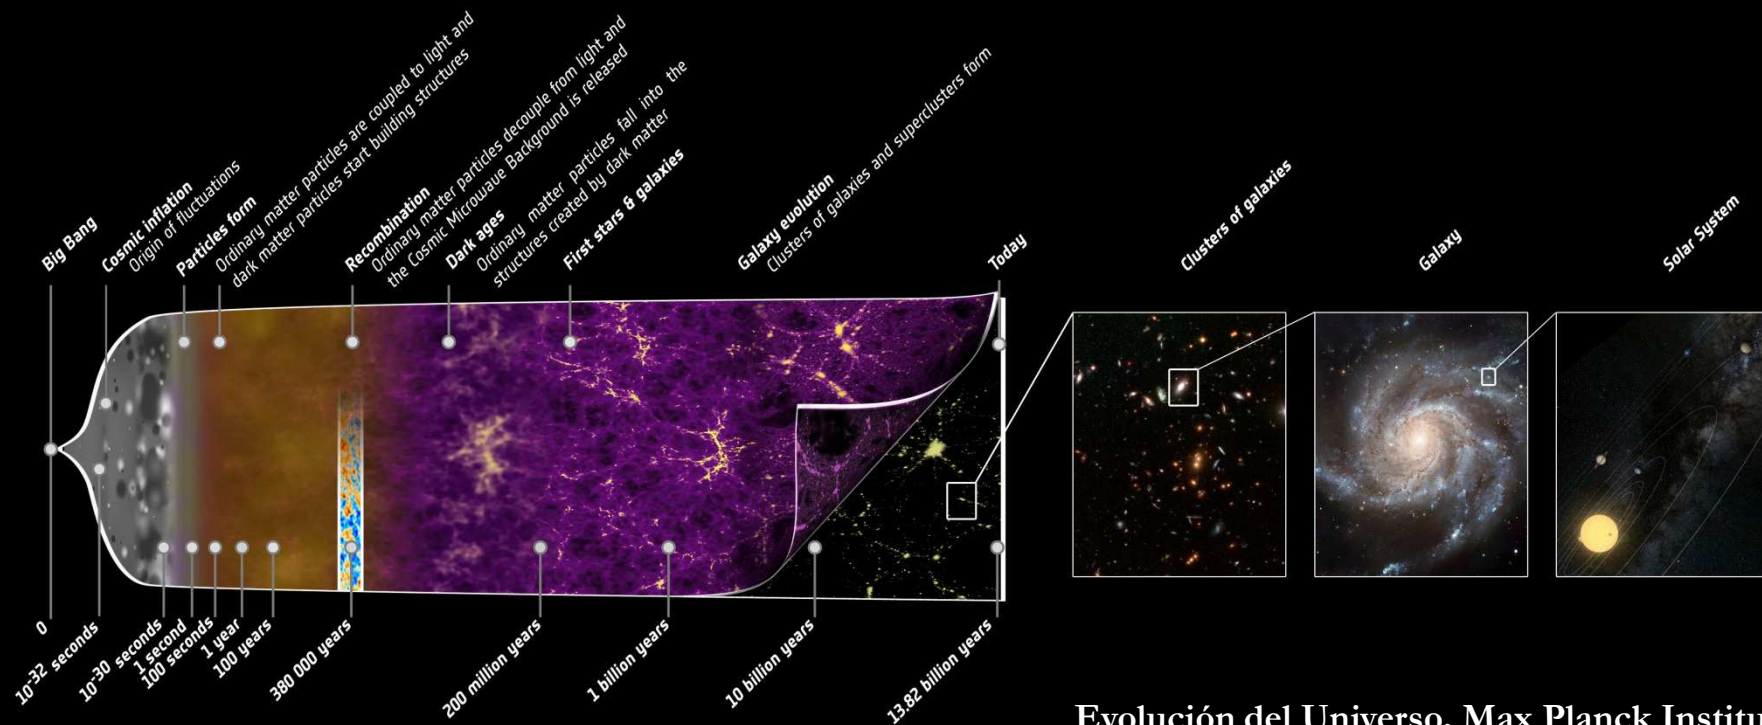 Big Bang
Cosmic inflation
Origin of fluctuations
Particles form
Ordinary matter particles are coupled to light and
dark matter particles start building structures
Recombination
Ordinary matter particles decouple from light and
the Cosmic Microwave Background is released
Dark ages
Ordinary matter particles fall into the
structures created by dark matter
First stars & galaxies
Galaxy evolution
Clusters of galaxies and superclusters form
Today
Clusters of galaxies
Galaxy
Solar System
0
10-32 seconds
10-30 seconds
1 second
100 seconds
1 year
100 years
380 000 years
200 million years
1 billion years
10 billion years
13.82 billion years
Evolución del Universo. Max Planck